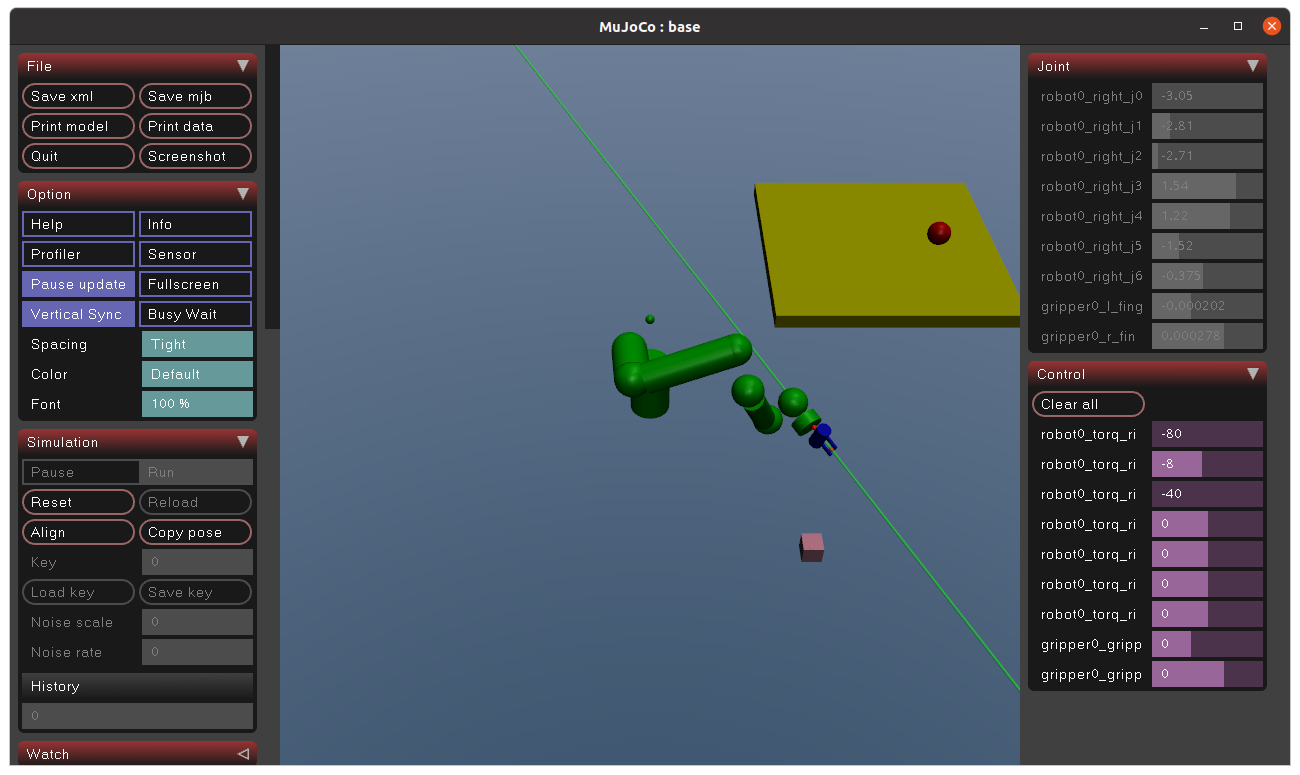 MuJoCo : base
File
Save xml Save mjb
Print model Print data
Quit Screenshot
Option
Help Info
Profiler Sensor
Pause update Fullscreen
Vertical Sync Busy Wait
Spacing Tight
Color Default
Font 100 %
Simulation
Pause Run
Reset Reload
Align Copy pose
Key 0
Load key Save key
Noise scale 0
Noise rate 0
History
0
Watch
Joint
robot0_right_j0 -3.05
robot0_right_j1 -2.81
robot0_right_j2 -2.71
robot0_right_j3 1.54
robot0_right_j4 1.22
robot0_right_j5 -1.52
robot0_right_j6 -0.375
gripper0_l_fing -0.000202
gripper0_r_fin 0.000278
Control
Clear all
robot0_torq_ri -80
robot0_torq_ri -8
robot0_torq_ri -40
robot0_torq_ri 0
robot0_torq_ri 0
robot0_torq_ri 0
robot0_torq_ri 0
gripper0_gripp 0
gripper0_gripp 0